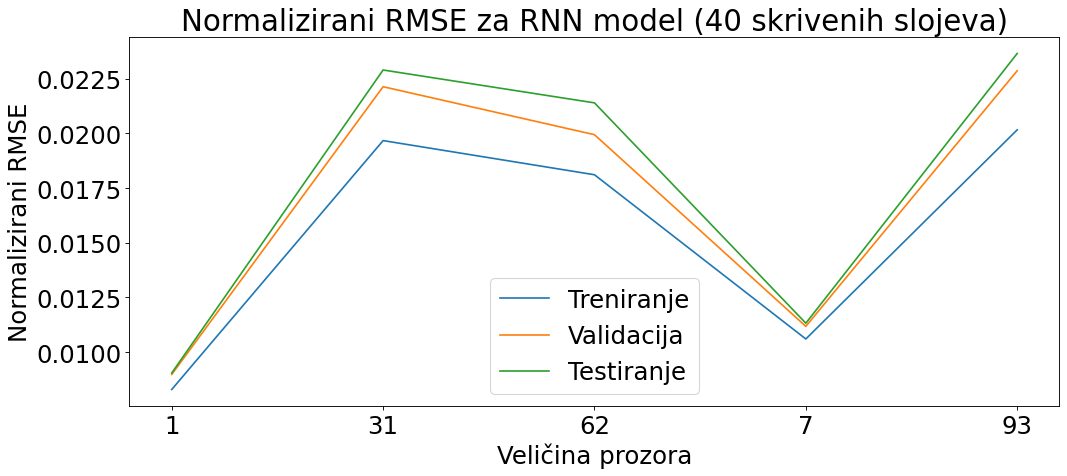 Normalizirani RMSE za RNN model (40 skrivenih slojeva)
Normalizirani RMSE
0.0225
0.0200
0.0175
0.0150
0.0125
0.0100
Treniranje
Validacija
Testiranje
1 31 62 7 93
Veličina prozora